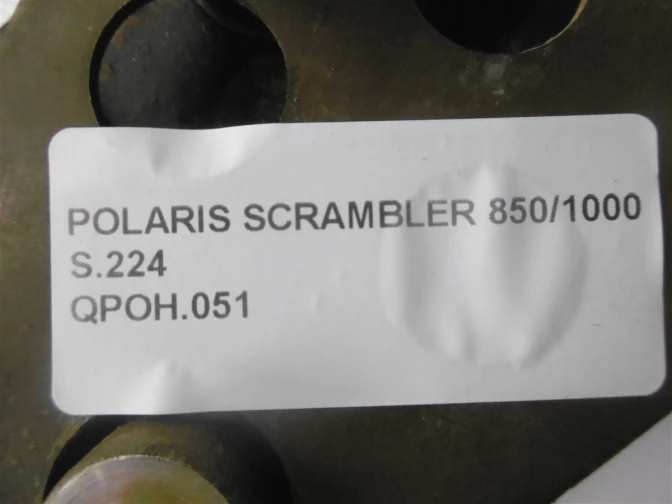 POLARIS SCRAMBLER 850/1000
S.224
QPOH.051